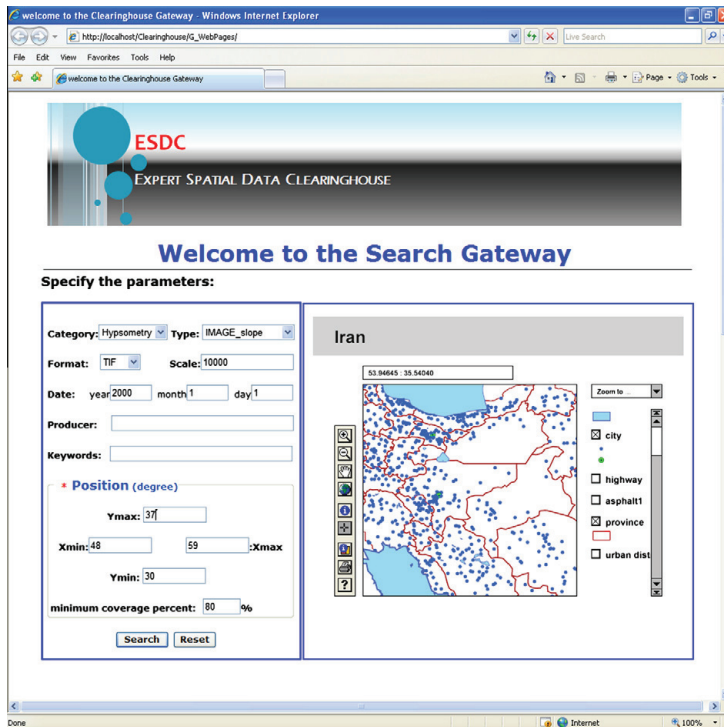 welcome to the Clearinghouse Gateway - Windows Internet Explorer
http://localhost/Clearinghouse/G_WebPages/
Live Search
File Edit View Favorites Tools Help
welcome to the Clearinghouse Gateway
Page Tools
ESDC
EXPERT SPATIAL DATA CLEARINGHOUSE
Welcome to the Search Gateway
Specify the parameters:
Category: Hypsometry Type: IMAGE_slope
Format: TIF Scale: 10000
Date: year 2000 month 1 day 1
Producer:
Keywords:
* Position (degree)
Ymax: 37
Xmin: 48 59 :Xmax
Ymin: 30
minimum coverage percent: 80 %
Search Reset
Iran
53.94645 : 35.54040
Zoom to ...
city
highway
asphalt1
province
urban dist
?
Done Internet 100%